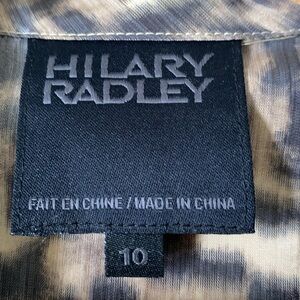 HILARY
RADLEY
FAIT EN CHINE / MADE IN CHINA
10